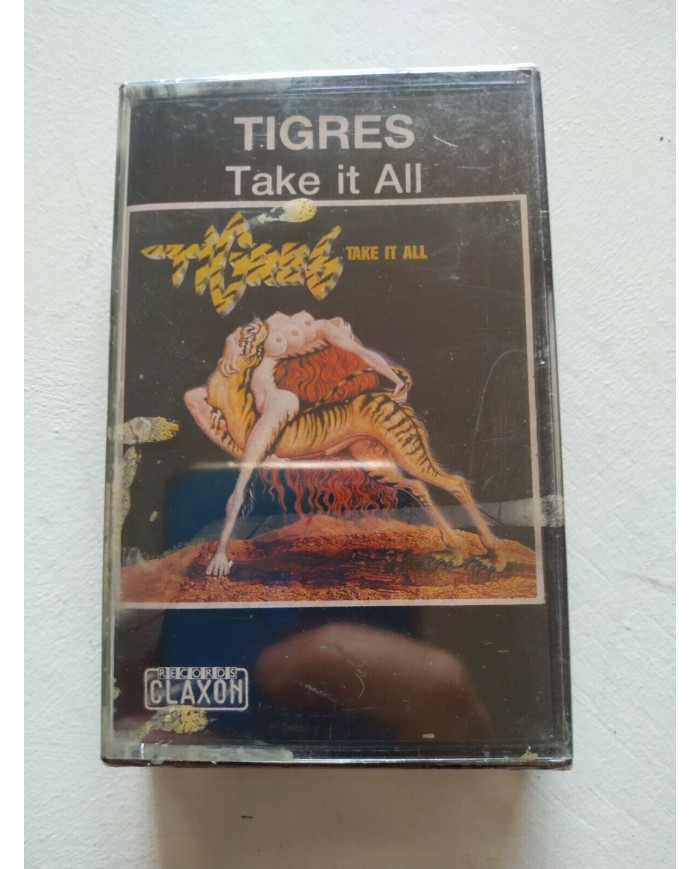 TIGRES
Take it All
TIGRES TAKE IT ALL
RECORDS
CLAXON